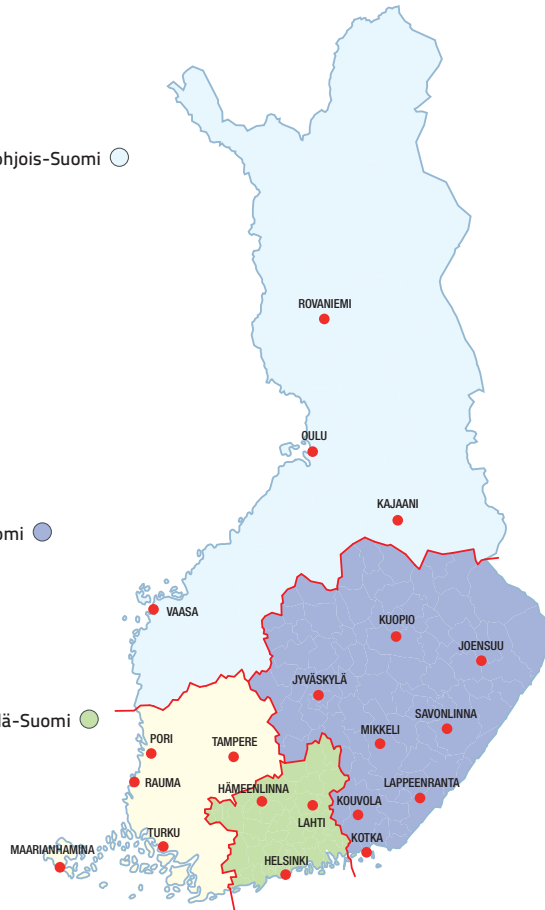 ohjois-Suomi
ROVANIEMI
OULU
KAJAANI
omi
VAASA
KUOPIO
JOENSUU
JYVÄSKYLÄ
SAVONLINNA
lä-Suomi
PORI
TAMPERE
MIKKELI
RAUMA
HÄMEENLINNA
LAPPEENRANTA
KOUVOLA
LAHTI
TURKU
KOTKA
MAARIANHAMINA
HELSINKI